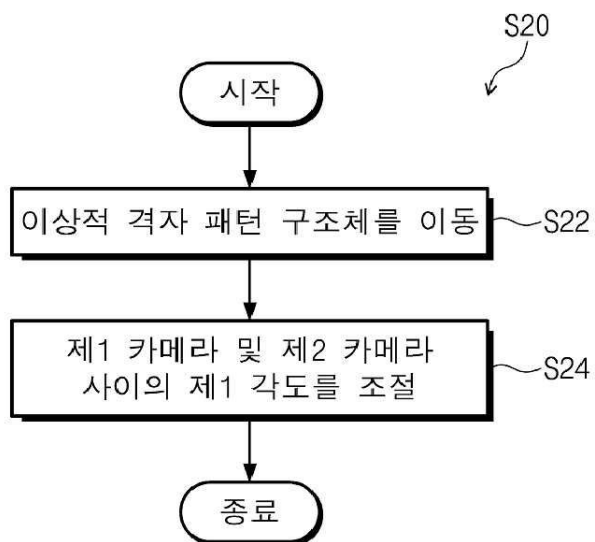 S20
시작
이상적 격자 패턴 구조체를 이동
S22
제1 카메라 및 제2 카메라
사이의 제1 각도를 조절
S24
종료